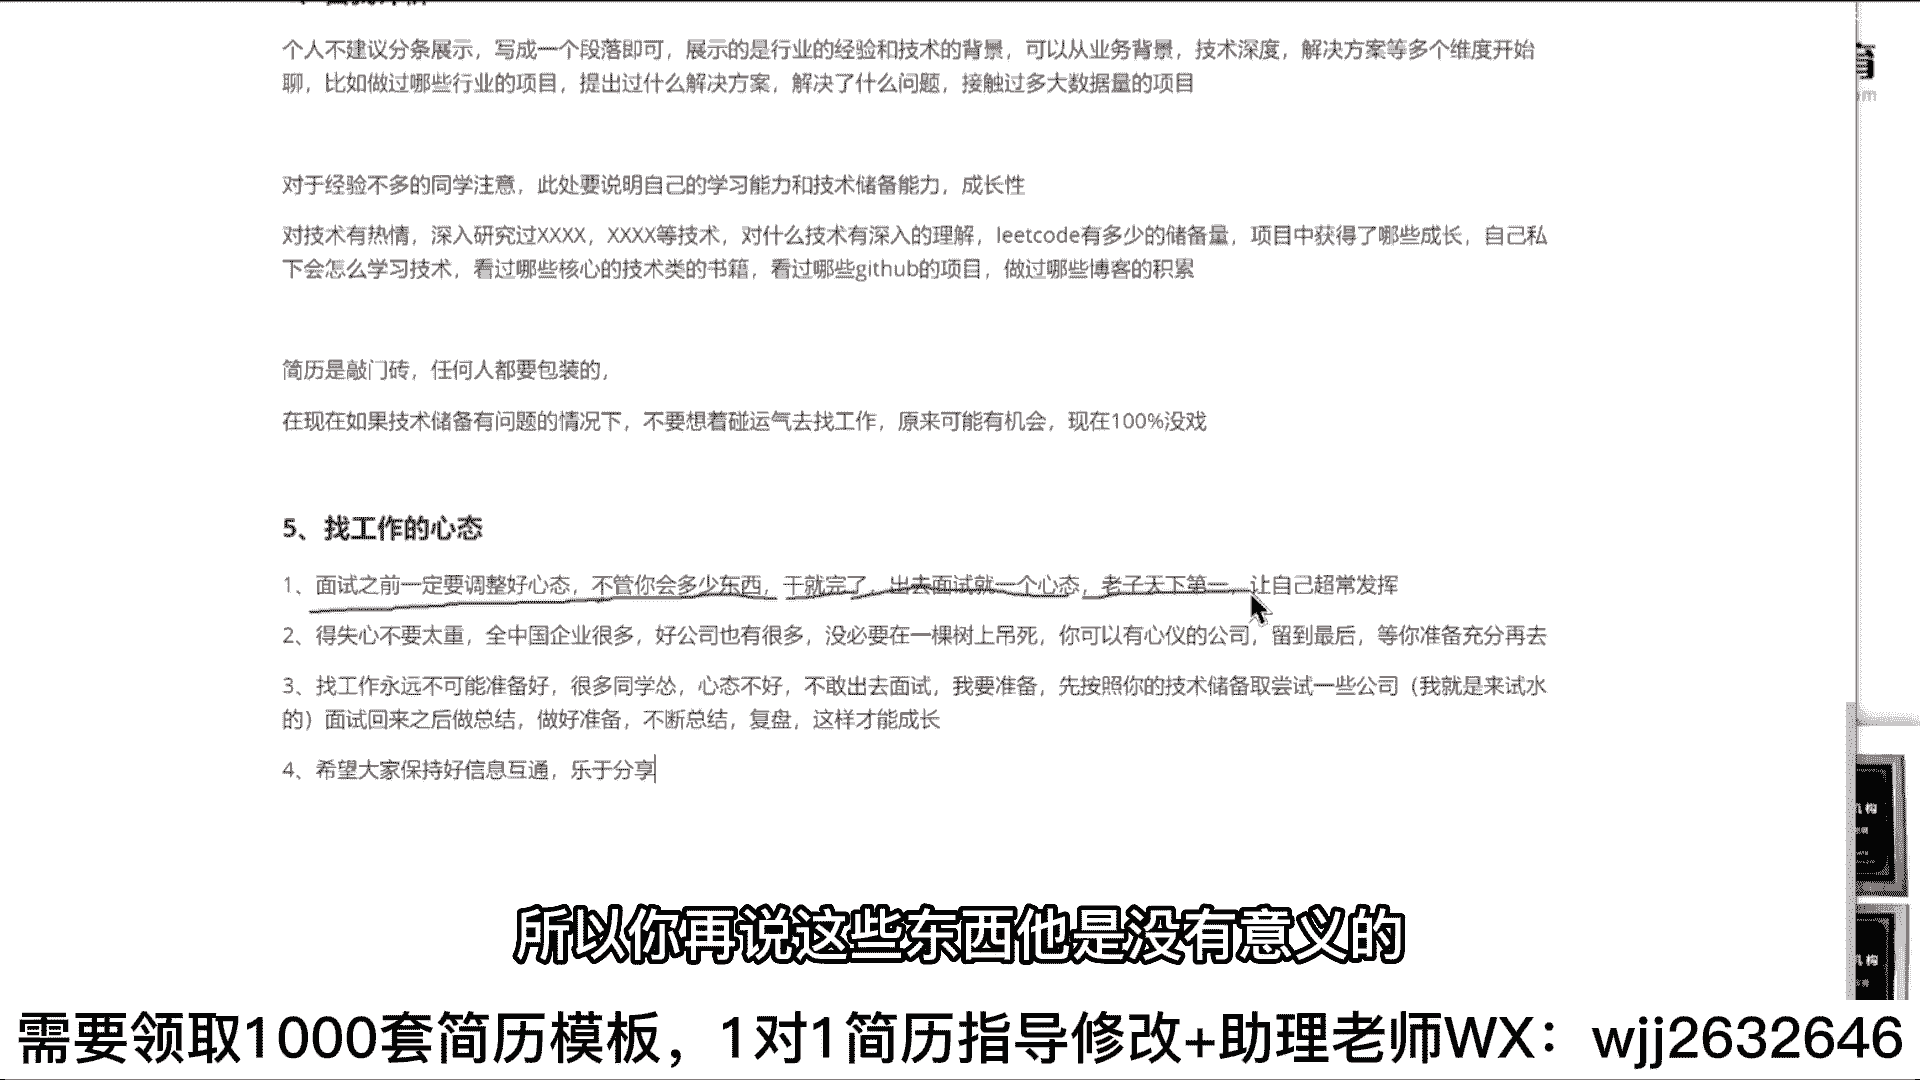 个人不建议分条展示，写成一个段落即可，展示的是行业的经验和技术的背景，可以从业务背景，技术深度，解决方案等多个维度开始
聊，比如做过哪些行业的项目，提出过什么解决方案，解决了什么问题，接触过多大数据量的项目
对于经验不多的同学注意，此处要说明自己的学习能力和技术储备能力，成长性
对技术有热情，深入研究过XXXX，XXXX等技术，对什么技术有深入的理解，leetcode有多少的储备量，项目中获得了哪些成长，自己私
下会怎么学习技术，看过哪些核心的技术类的书籍，看过哪些github的项目，做过哪些博客的积累
简历是敲门砖，任何人都要包装的，
在现在如果技术储备有问题的情况下，不要想着碰运气去找工作，原来可能有机会，现在100%没戏
5、找工作的心态
1、面试之前一定要调整好心态，不管你会多少东西，干就完了，出去面试就一个心态，老子天下第一，让自己超常发挥
2、得失心不要太重，全中国企业很多，好公司也有很多，没必要在一棵树上吊死，你可以有心仪的公司，留到最后，等你准备充分再去
3、找工作永远不可能准备好，很多同学怂，心态不好，不敢出去面试，我要准备，先按照你的技术储备取尝试一些公司（我就是来试水
的）面试回来之后做总结，做好准备，不断总结，复盘，这样才能成长
4、希望大家保持好信息互通，乐于分享
育
om
机构
机构
所以你再说这些东西他是没有意义的
需要领取1000套简历模板，1对1简历指导修改+助理老师WX：wjj2632646